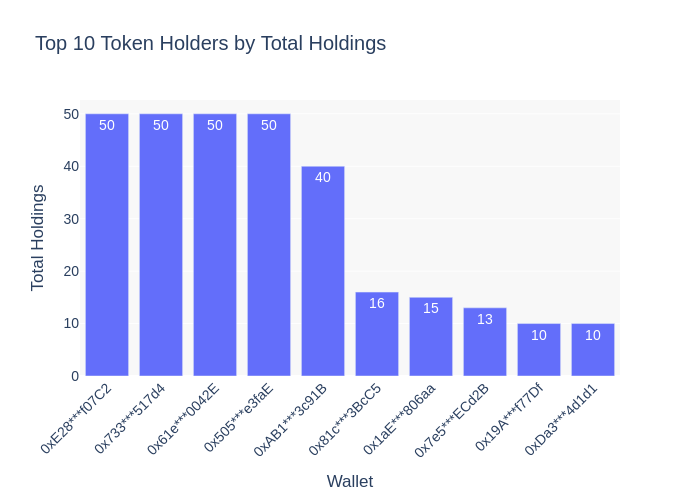 Top 10 Token Holders by Total Holdings
Total Holdings
50
40
30
20
10
0
50
50
50
50
40
16
15
13
10
10
0xE28***f07C2
0x733***517d4
0x61e***0042E
0x505***e3faE
0xAB1***3c91B
0x81c***3BcC5
0x1aE***806aa
0x7e5***ECd2B
0x19A***f77Df
0xDa3***4d1d1
Wallet